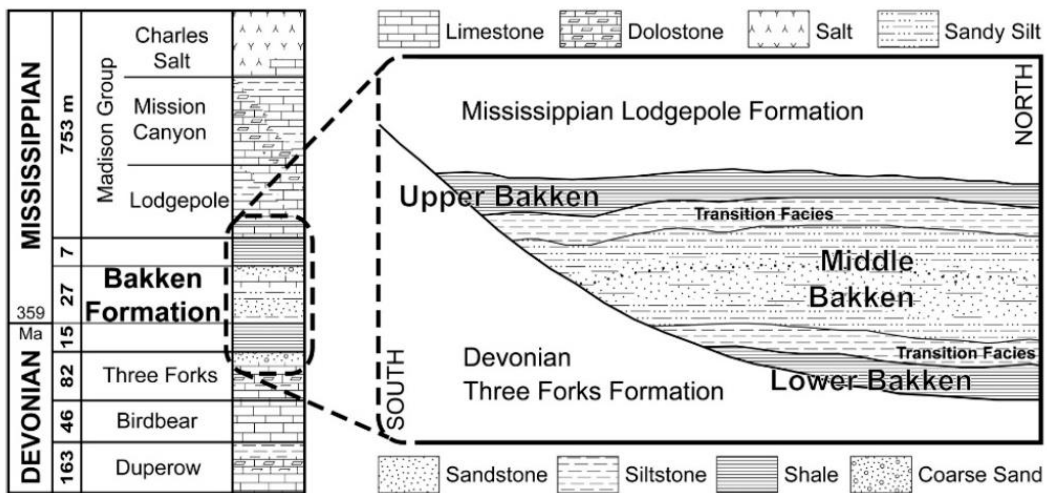 MISSISSIPPIAN
DEVONIAN
753 m
7
27
359
Ma
15
82
46
163
Madison Group
Charles
Salt
Mission
Canyon
Lodgepole
Bakken
Formation
Three Forks
Birdbear
Duperow
Limestone
Dolostone
Salt
Sandy Silt
NORTH
Mississippian Lodgepole Formation
Upper Bakken
Transition Facies
Middle
Bakken
Transition Facies
Devonian
Three Forks Formation
Lower Bakken
SOUTH
Sandstone
Siltstone
Shale
Coarse Sand